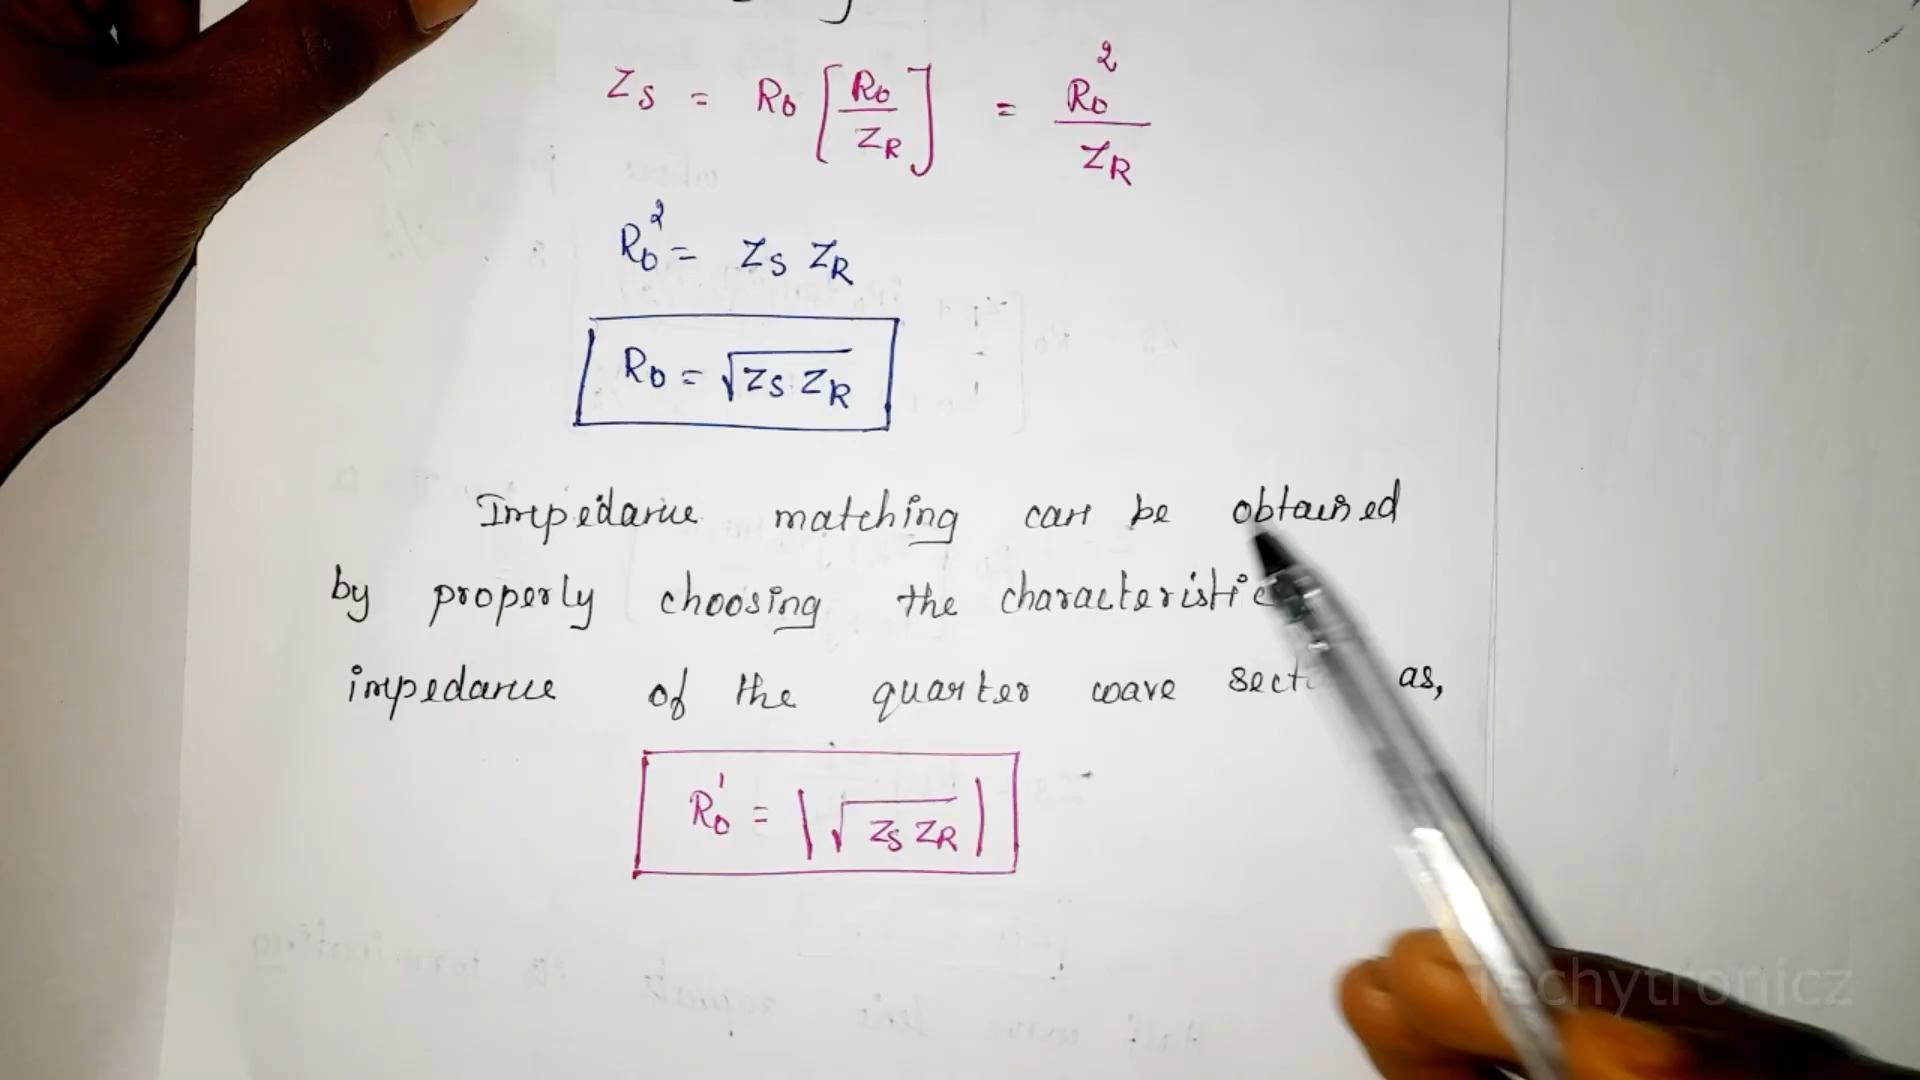 Zs = R0 [R0/ZR] = R0²/ZR
R0² = Zs ZR
R0 = √Zs ZR
Impedance matching can be obtained
by properly choosing the characteristic
impedance of the quarter wave as,
R0' = |√Zs ZR|
Techytronicz